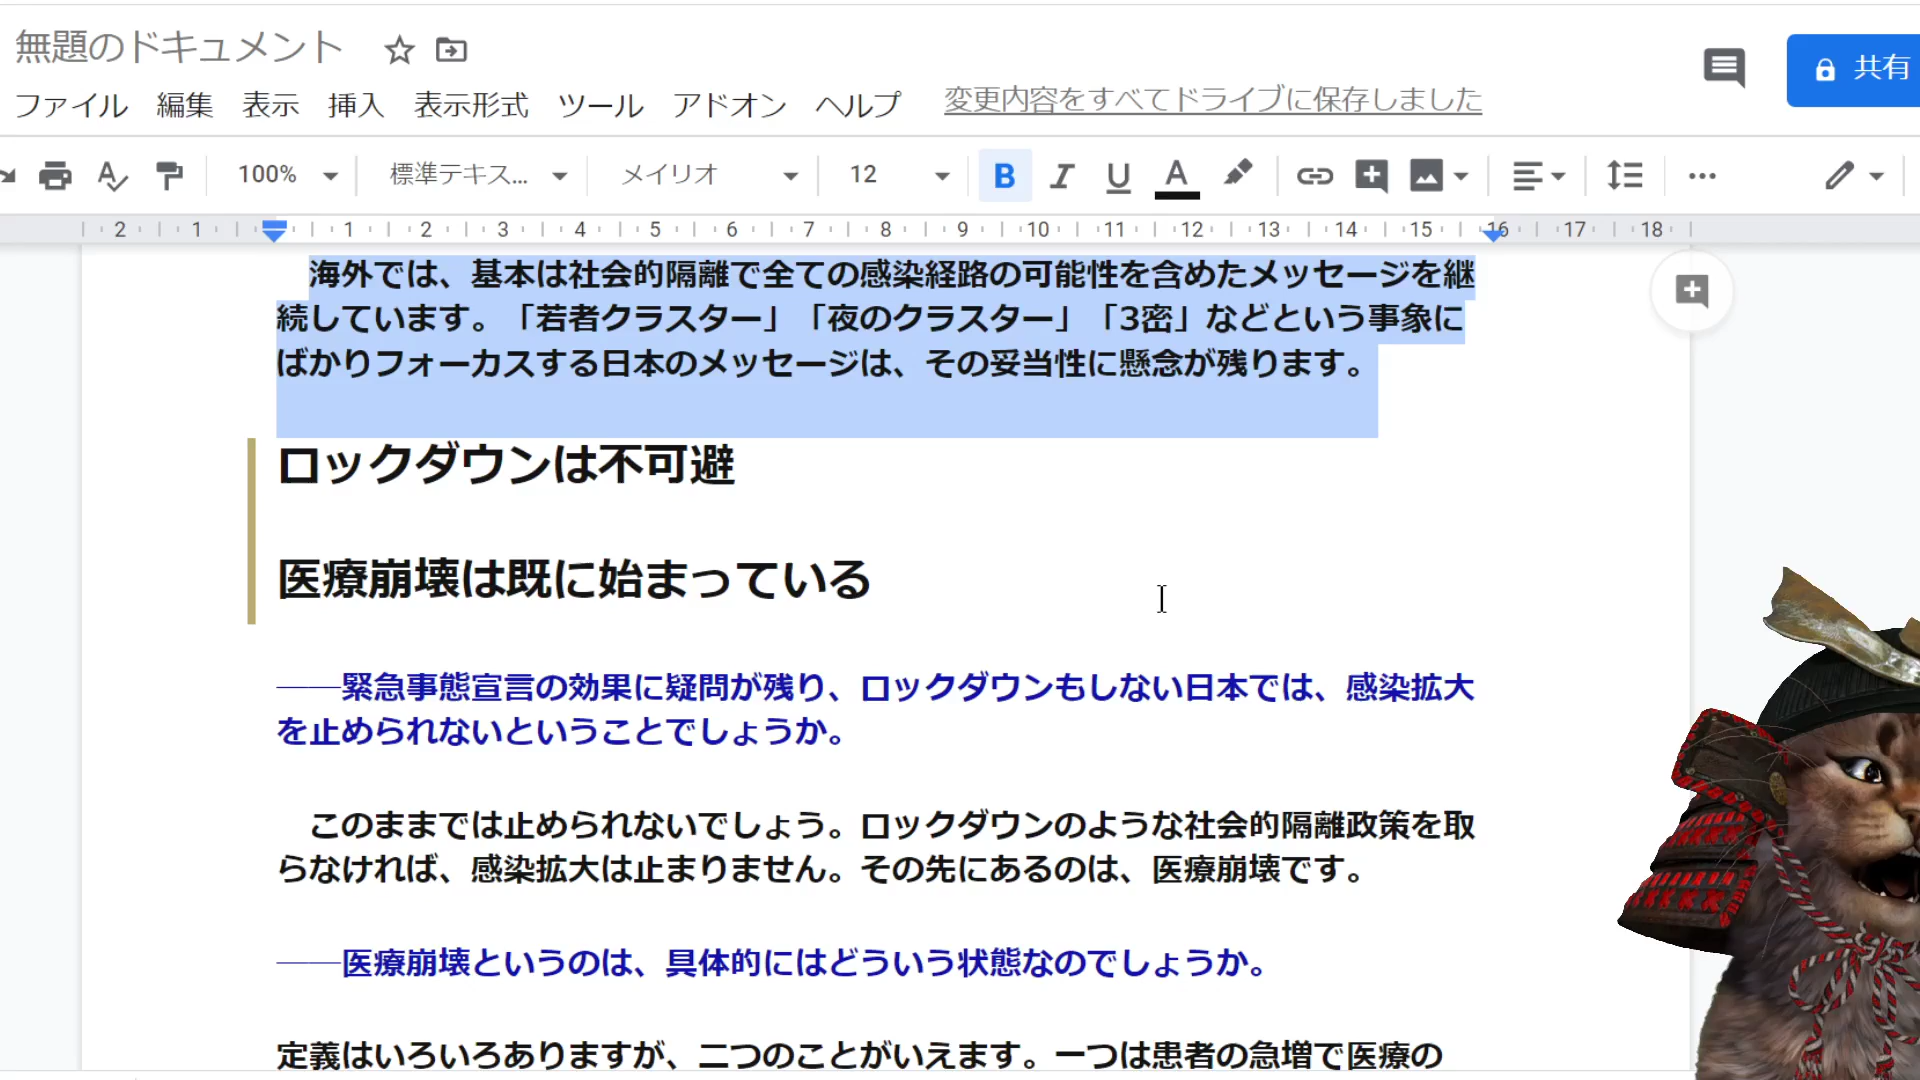 無題のドキュメント
共有
ファイル 編集 表示 挿入 表示形式 ツール アドオン ヘルプ 変更内容をすべてドライブに保存しました
100% 標準テキス... メイリオ 12 B I U A
2 1 1 2 3 4 5 6 7 8 9 10 11 12 13 14 15 16 17 18
海外では、基本は社会的隔離で全ての感染経路の可能性を含めたメッセージを継
続しています。「若者クラスター」「夜のクラスター」「3密」などという事象に
ばかりフォーカスする日本のメッセージは、その妥当性に懸念が残ります。
ロックダウンは不可避
医療崩壊は既に始まっている
――緊急事態宣言の効果に疑問が残り、ロックダウンもしない日本では、感染拡大
を止められないということでしょうか。
このままでは止められないでしょう。ロックダウンのような社会的隔離政策を取
らなければ、感染拡大は止まりません。その先にあるのは、医療崩壊です。
――医療崩壊というのは、具体的にはどういう状態なのでしょうか。
定義はいろいろありますが、二つのことがいえます。一つは患者の急増で医療の